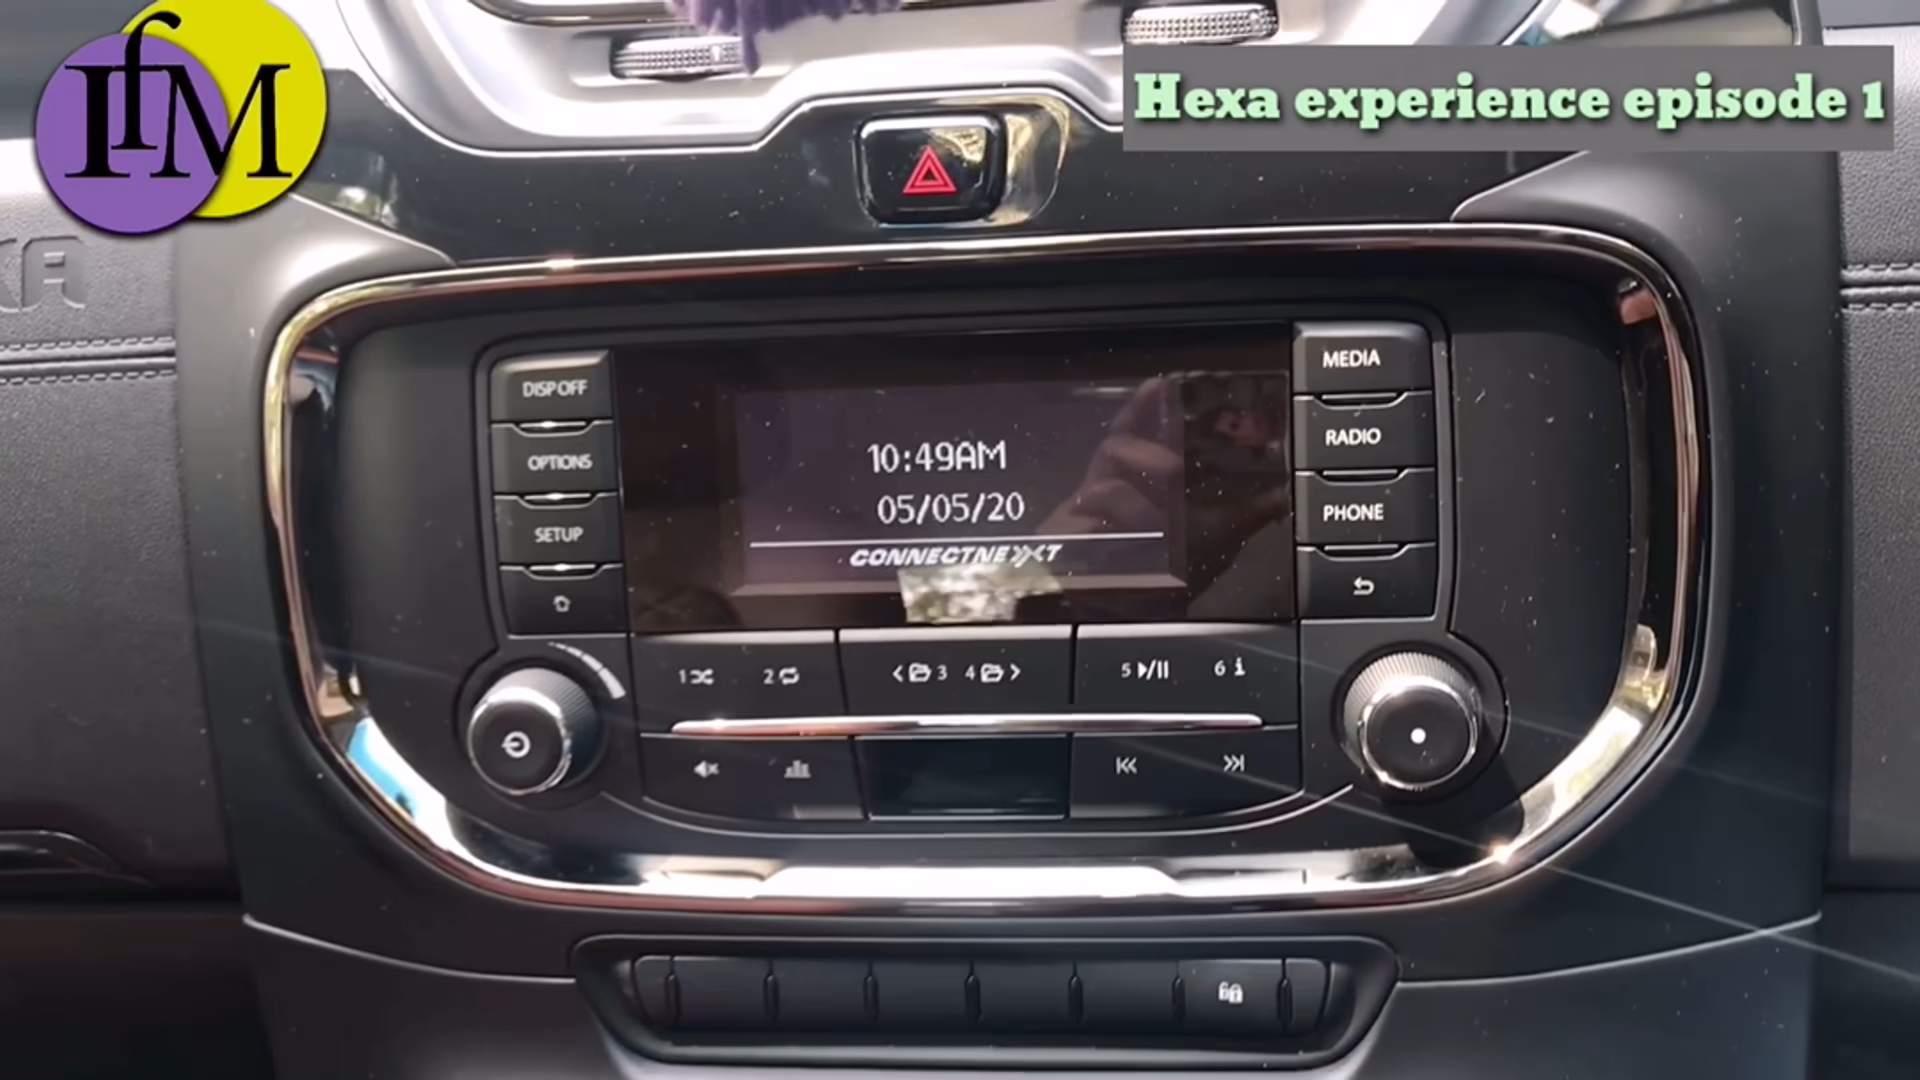 IfM
Hexa experience episode 1
XA
DISP OFF
MEDIA
OPTIONS
RADIO
SETUP
PHONE
10:49AM
05/05/20
CONNECTNEXT
1
2
3
4
5
6 i